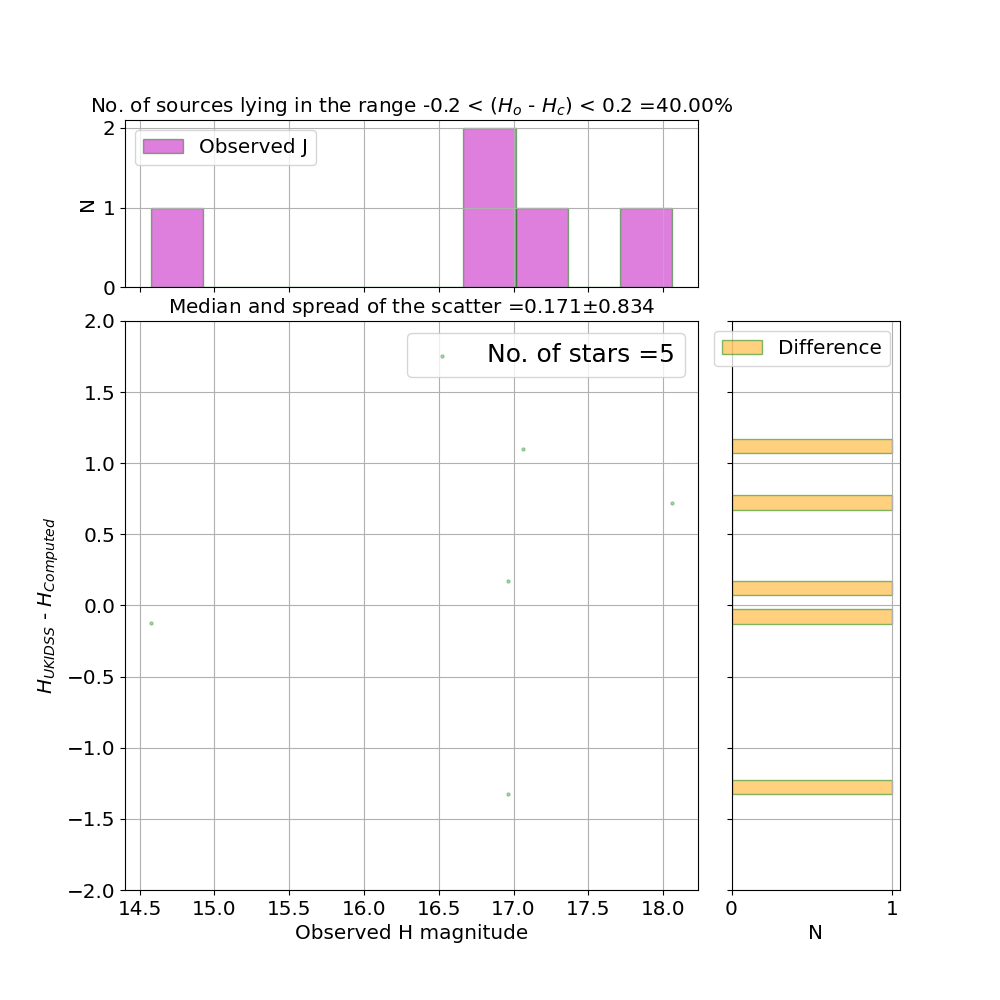 No. of sources lying in the range -0.2 < (H_o - H_c) < 0.2 =40.00%
2
1
0
N
Observed J
Median and spread of the scatter =0.171±0.834
2.0
1.5
1.0
0.5
0.0
−0.5
−1.0
−1.5
−2.0
H_UKIDSS - H_Computed
No. of stars =5
14.5 15.0 15.5 16.0 16.5 17.0 17.5 18.0
Observed H magnitude
Difference
0 1
N